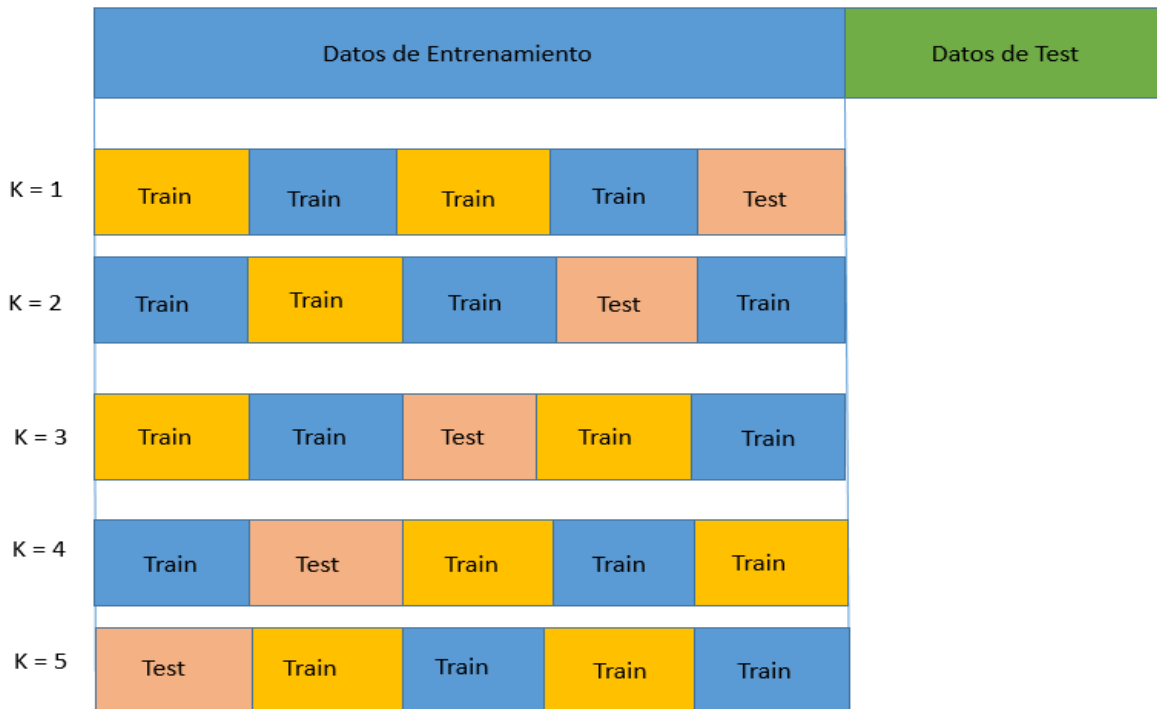 Datos de Entrenamiento Datos de Test
K = 1 Train Train Train Train Test
K = 2 Train Train Train Test Train
K = 3 Train Train Test Train Train
K = 4 Train Test Train Train Train
K = 5 Test Train Train Train Train